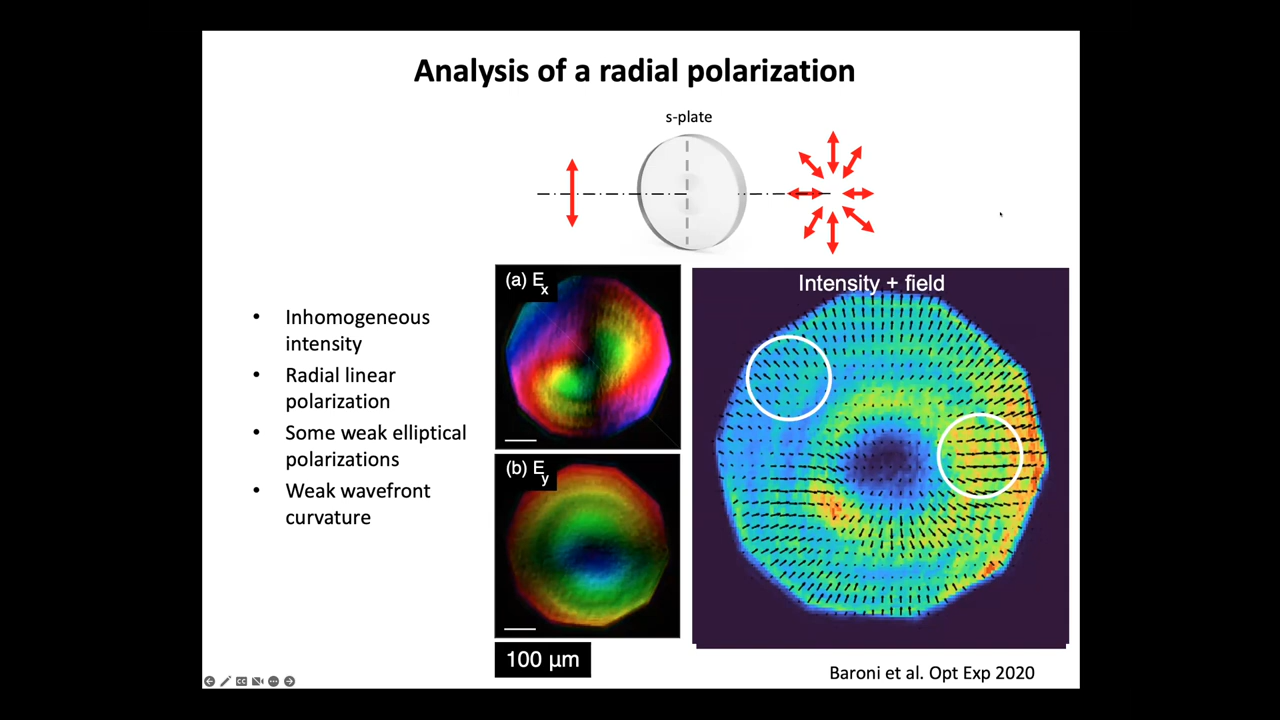 Analysis of a radial polarization
s-plate
• Inhomogeneous
intensity
• Radial linear
polarization
• Some weak elliptical
polarizations
• Weak wavefront
curvature
(a) Ex
(b) Ey
100 μm
Intensity + field
Baroni et al. Opt Exp 2020
CC